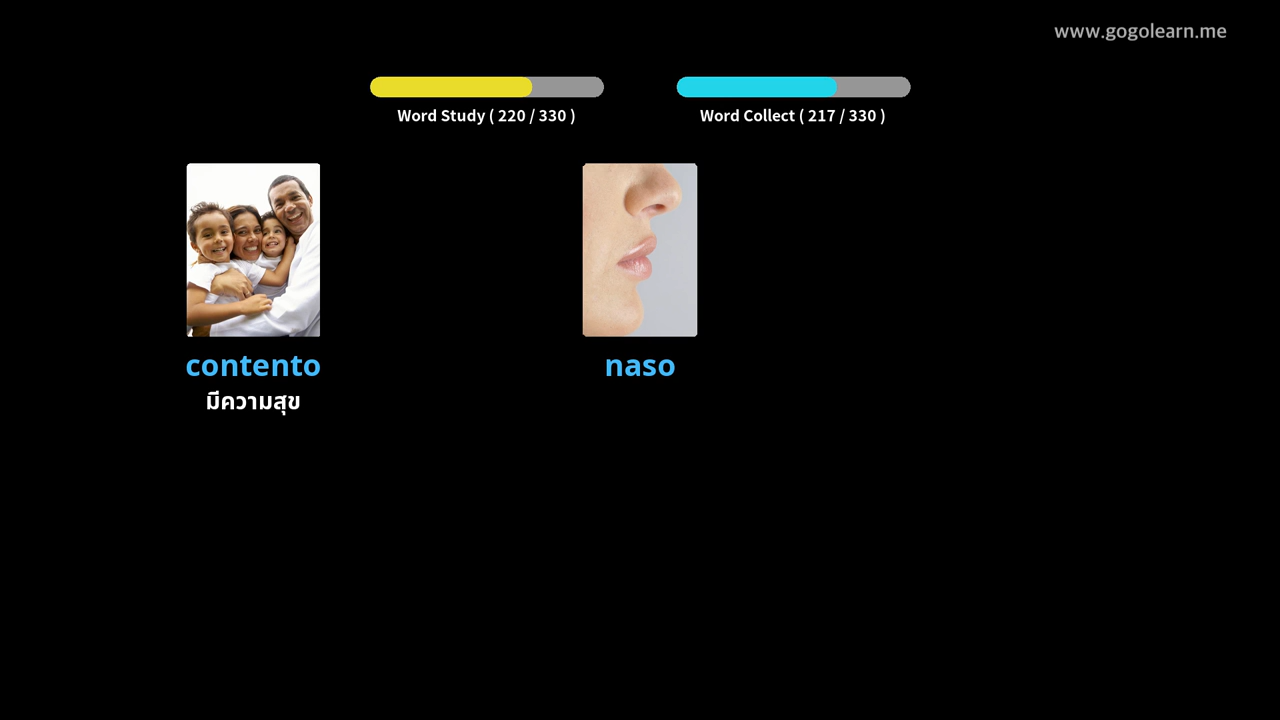 www.gogolearn.me
Word Study ( 220 / 330 )
Word Collect ( 217 / 330 )
contento
มีความสุข
naso